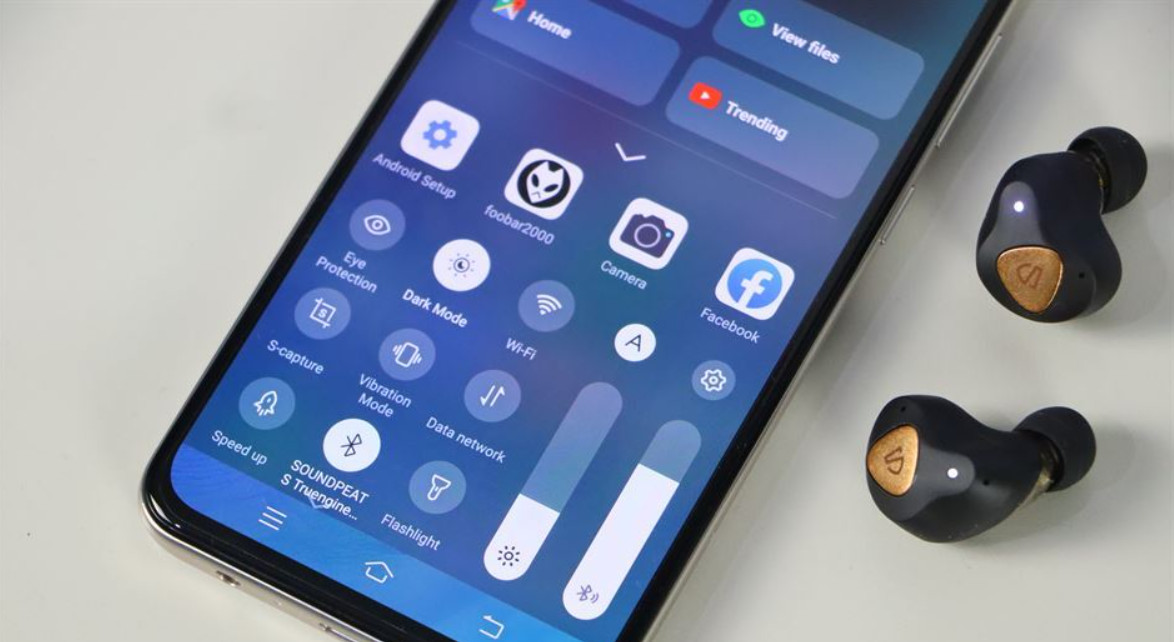 Home
View files
Trending
Android Setup
foobar2000
Camera
Facebook
Eye
Protection
Dark Mode
Wi-Fi
A
S-capture
Vibration
Mode
Data network
Speed up
SOUNDPEAT
S Truengine...
Flashlight